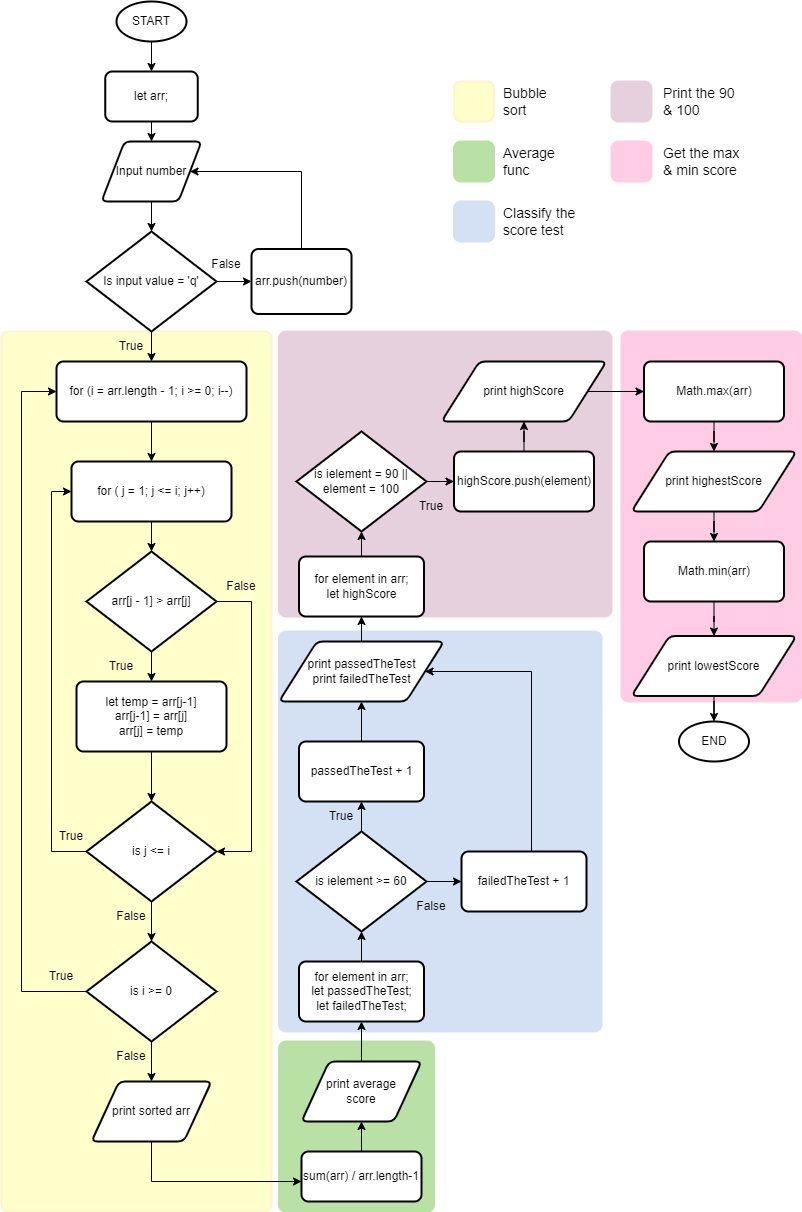 START
let arr;
Input number
Is input value = 'q'
False
arr.push(number)
True
for (i = arr.length - 1; i >= 0; i--)
for ( j = 1; j <= i; j++)
arr[j - 1] > arr[j]
False
True
let temp = arr[j-1]
arr[j-1] = arr[j]
arr[j] = temp
is j <= i
True
False
is i >= 0
True
False
print sorted arr
sum(arr) / arr.length-1
print average
score
for element in arr;
let passedTheTest;
let failedTheTest;
is ielement >= 60
False
failedTheTest + 1
True
passedTheTest + 1
print passedTheTest
print failedTheTest
for element in arr;
let highScore
is ielement = 90 ||
element = 100
True
highScore.push(element)
print highScore
Math.max(arr)
print highestScore
Math.min(arr)
print lowestScore
END
Bubble
sort
Average
func
Classify the
score test
Print the 90
& 100
Get the max
& min score